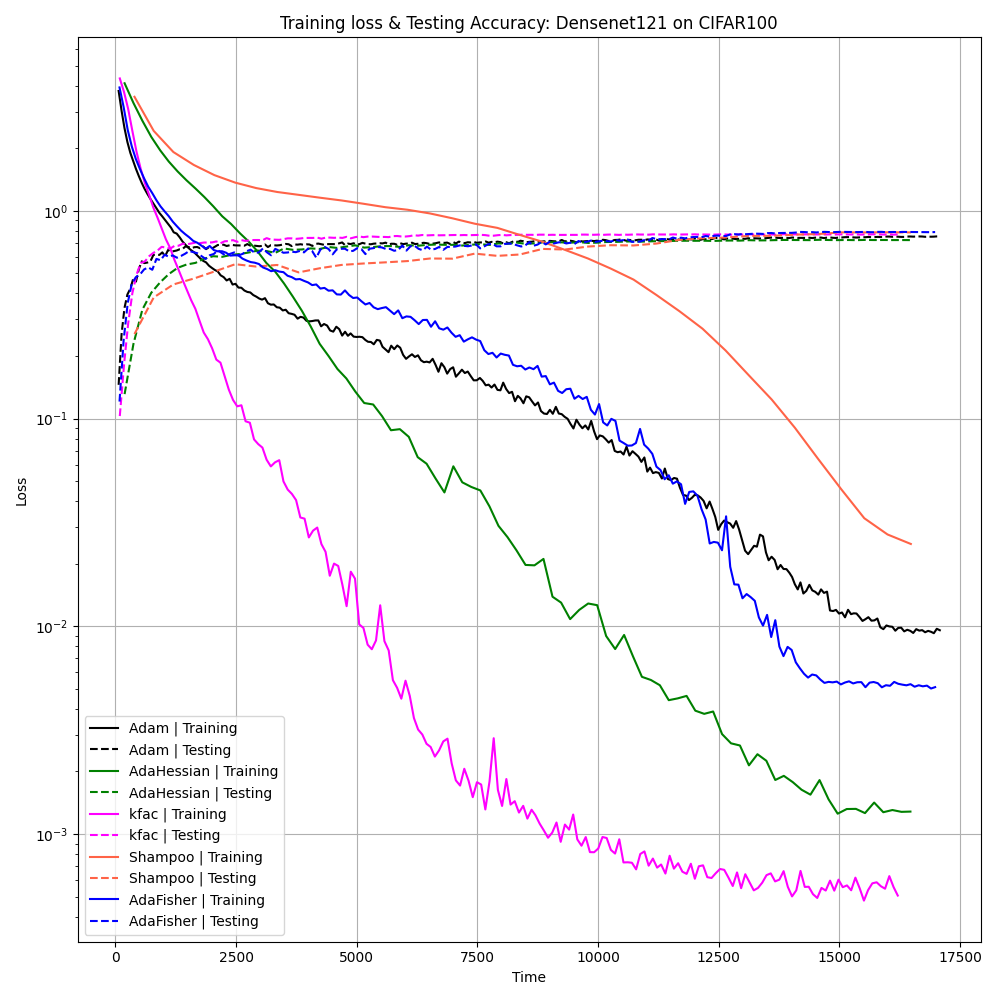 Training loss & Testing Accuracy: Densenet121 on CIFAR100
Loss
10⁰
10⁻¹
10⁻²
10⁻³
Adam | Training
Adam | Testing
AdaHessian | Training
AdaHessian | Testing
kfac | Training
kfac | Testing
Shampoo | Training
Shampoo | Testing
AdaFisher | Training
AdaFisher | Testing
0 2500 5000 7500 10000 12500 15000 17500
Time